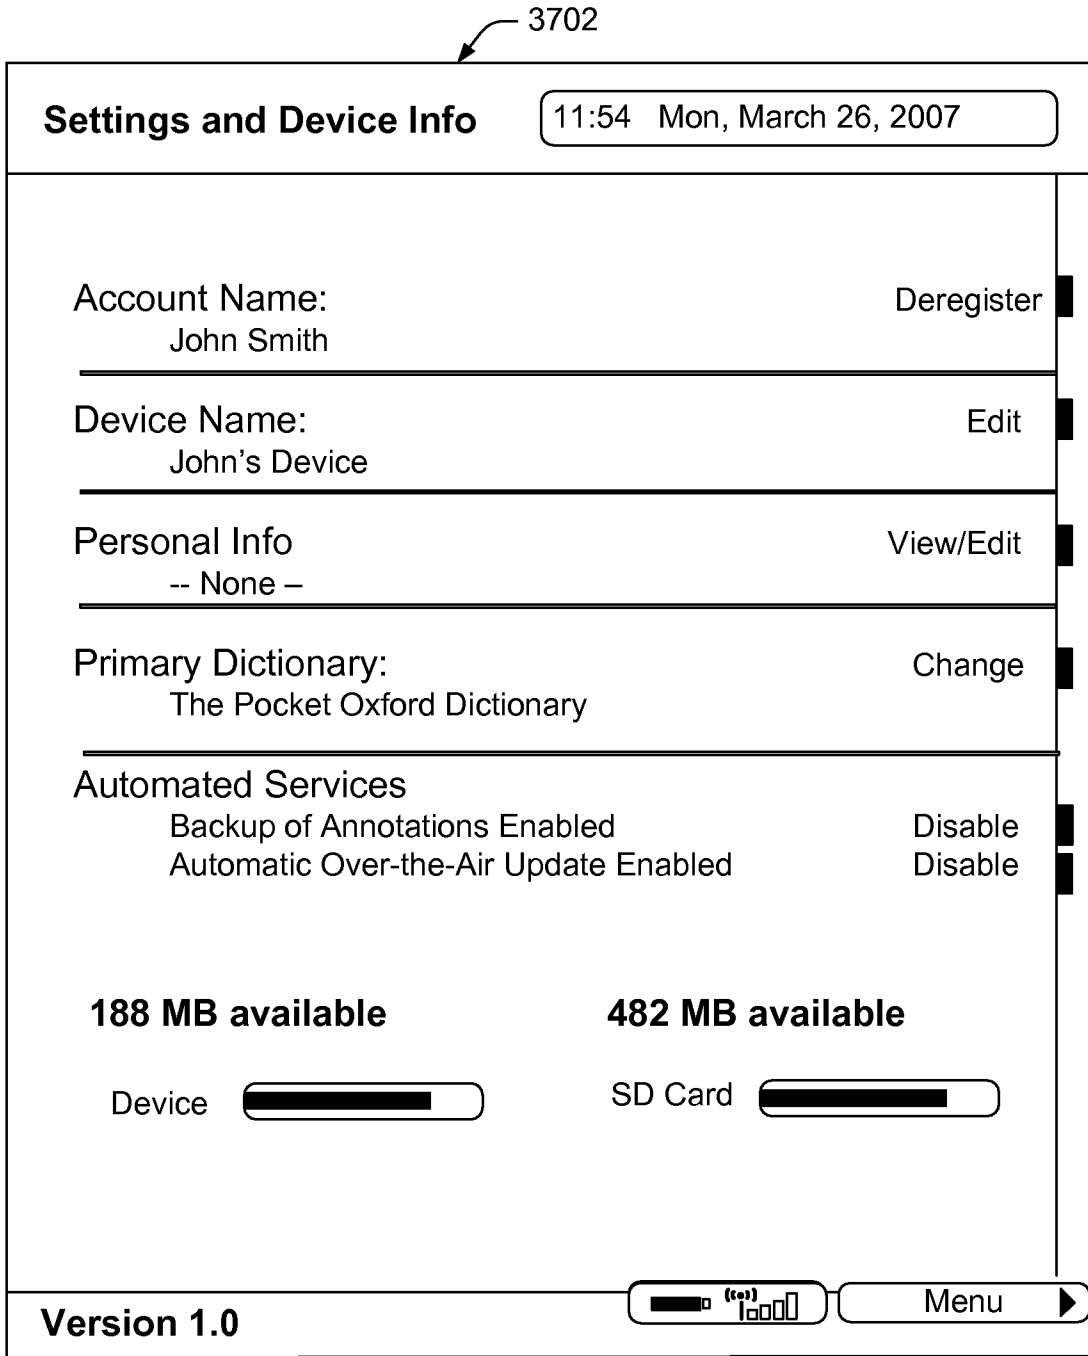 3702
Settings and Device Info
11:54 Mon, March 26, 2007
Account Name:
Deregister
John Smith
Device Name:
Edit
John's Device
Personal Info
View/Edit
-- None –
Primary Dictionary:
Change
The Pocket Oxford Dictionary
Automated Services
Backup of Annotations Enabled
Disable
Automatic Over-the-Air Update Enabled
Disable
188 MB available
482 MB available
Device
SD Card
Version 1.0
Menu